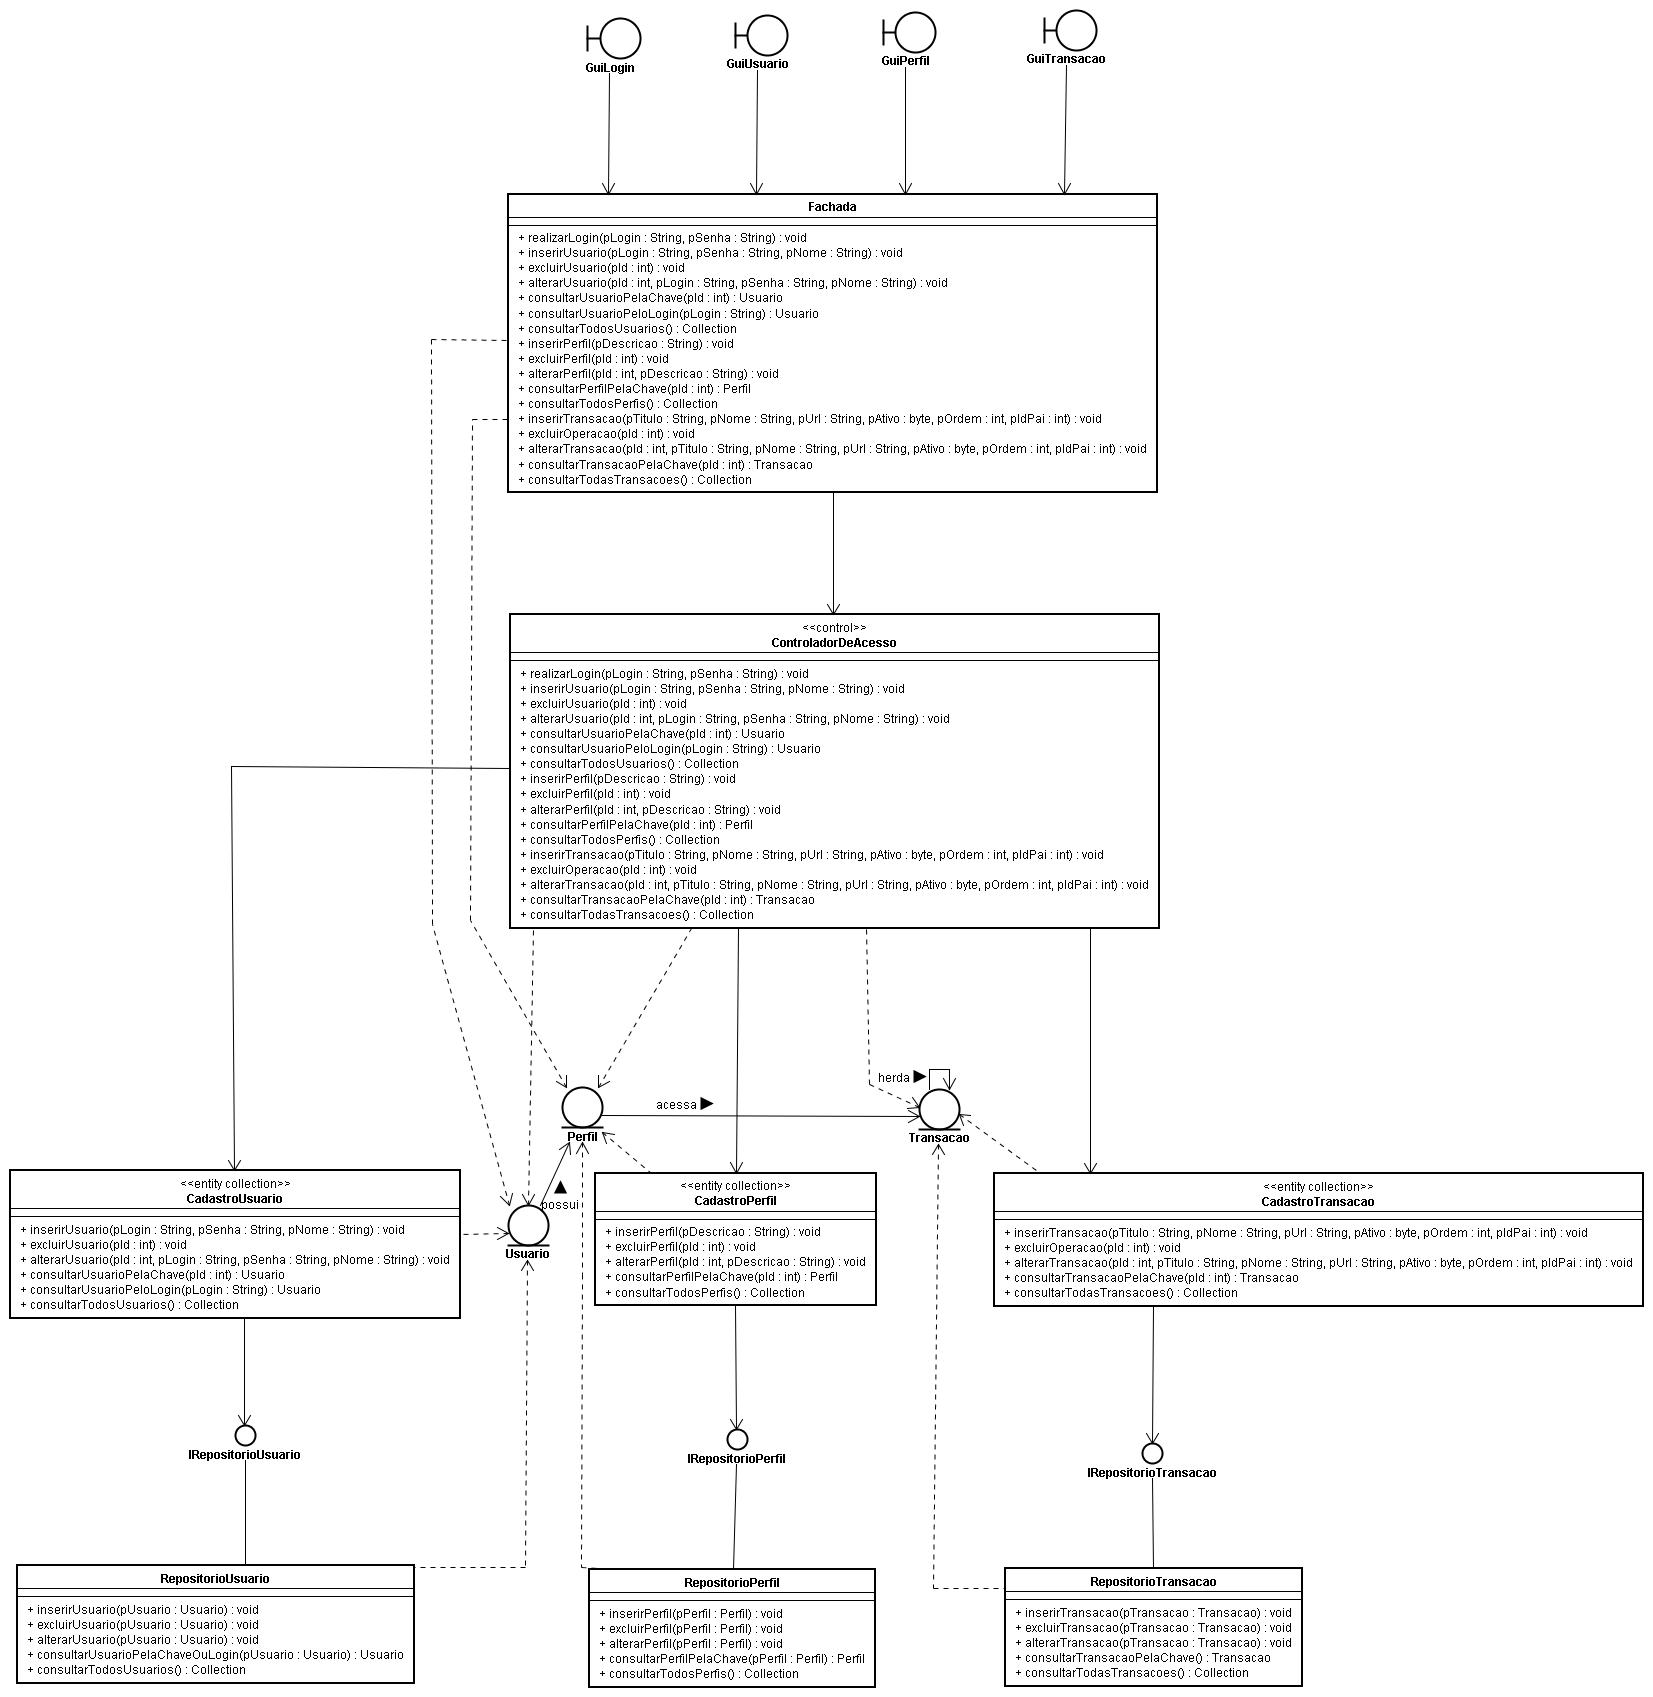 GuiLogin
GuiUsuario
GuiPerfil
GuiTransacao
Fachada
+ realizarLogin(pLogin : String, pSenha : String) : void
+ inserirUsuario(pLogin : String, pSenha : String, pNome : String) : void
+ excluirUsuario(pId : int) : void
+ alterarUsuario(pId : int, pLogin : String, pSenha : String, pNome : String) : void
+ consultarUsuarioPelaChave(pId : int) : Usuario
+ consultarUsuarioPeloLogin(pLogin : String) : Usuario
+ consultarTodosUsuarios() : Collection
+ inserirPerfil(pDescricao : String) : void
+ excluirPerfil(pId : int) : void
+ alterarPerfil(pId : int, pDescricao : String) : void
+ consultarPerfilPelaChave(pId : int) : Perfil
+ consultarTodosPerfis() : Collection
+ inserirTransacao(pTitulo : String, pNome : String, pUrl : String, pAtivo : byte, pOrdem : int, pIdPai : int) : void
+ excluirOperacao(pId : int) : void
+ alterarTransacao(pId : int, pTitulo : String, pNome : String, pUrl : String, pAtivo : byte, pOrdem : int, pIdPai : int) : void
+ consultarTransacaoPelaChave(pId : int) : Transacao
+ consultarTodasTransacoes() : Collection
<<control>>
ControladorDeAcesso
+ realizarLogin(pLogin : String, pSenha : String) : void
+ inserirUsuario(pLogin : String, pSenha : String, pNome : String) : void
+ excluirUsuario(pId : int) : void
+ alterarUsuario(pId : int, pLogin : String, pSenha : String, pNome : String) : void
+ consultarUsuarioPelaChave(pId : int) : Usuario
+ consultarUsuarioPeloLogin(pLogin : String) : Usuario
+ consultarTodosUsuarios() : Collection
+ inserirPerfil(pDescricao : String) : void
+ excluirPerfil(pId : int) : void
+ alterarPerfil(pId : int, pDescricao : String) : void
+ consultarPerfilPelaChave(pId : int) : Perfil
+ consultarTodosPerfis() : Collection
+ inserirTransacao(pTitulo : String, pNome : String, pUrl : String, pAtivo : byte, pOrdem : int, pIdPai : int) : void
+ excluirOperacao(pId : int) : void
+ alterarTransacao(pId : int, pTitulo : String, pNome : String, pUrl : String, pAtivo : byte, pOrdem : int, pIdPai : int) : void
+ consultarTransacaoPelaChave(pId : int) : Transacao
+ consultarTodasTransacoes() : Collection
herda
acessa
Perfil
Transacao
possui
Usuario
<<entity collection>>
CadastroUsuario
+ inserirUsuario(pLogin : String, pSenha : String, pNome : String) : void
+ excluirUsuario(pId : int) : void
+ alterarUsuario(pId : int, pLogin : String, pSenha : String, pNome : String) : void
+ consultarUsuarioPelaChave(pId : int) : Usuario
+ consultarUsuarioPeloLogin(pLogin : String) : Usuario
+ consultarTodosUsuarios() : Collection
<<entity collection>>
CadastroPerfil
+ inserirPerfil(pDescricao : String) : void
+ excluirPerfil(pId : int) : void
+ alterarPerfil(pId : int, pDescricao : String) : void
+ consultarPerfilPelaChave(pId : int) : Perfil
+ consultarTodosPerfis() : Collection
<<entity collection>>
CadastroTransacao
+ inserirTransacao(pTitulo : String, pNome : String, pUrl : String, pAtivo : byte, pOrdem : int, pIdPai : int) : void
+ excluirOperacao(pId : int) : void
+ alterarTransacao(pId : int, pTitulo : String, pNome : String, pUrl : String, pAtivo : byte, pOrdem : int, pIdPai : int) : void
+ consultarTransacaoPelaChave(pId : int) : Transacao
+ consultarTodasTransacoes() : Collection
IRepositorioUsuario
IRepositorioPerfil
IRepositorioTransacao
RepositorioUsuario
+ inserirUsuario(pUsuario : Usuario) : void
+ excluirUsuario(pUsuario : Usuario) : void
+ alterarUsuario(pUsuario : Usuario) : void
+ consultarUsuarioPelaChaveOuLogin(pUsuario : Usuario) : Usuario
+ consultarTodosUsuarios() : Collection
RepositorioPerfil
+ inserirPerfil(pPerfil : Perfil) : void
+ excluirPerfil(pPerfil : Perfil) : void
+ alterarPerfil(pPerfil : Perfil) : void
+ consultarPerfilPelaChave(pPerfil : Perfil) : Perfil
+ consultarTodosPerfis() : Collection
RepositorioTransacao
+ inserirTransacao(pTransacao : Transacao) : void
+ excluirTransacao(pTransacao : Transacao) : void
+ alterarTransacao(pTransacao : Transacao) : void
+ consultarTransacaoPelaChave() : Transacao
+ consultarTodasTransacoes() : Collection